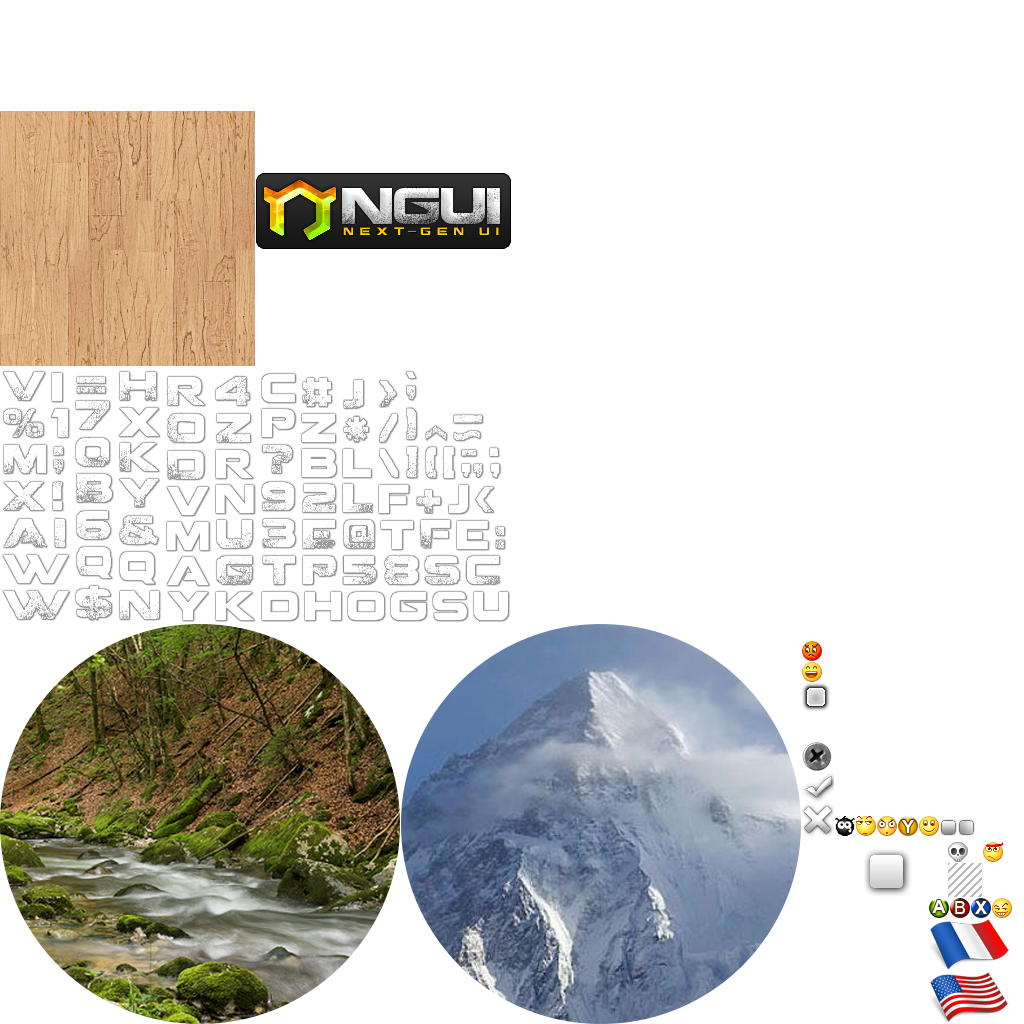 NGUI
NEXT-GEN UI
V I = H R 4 C # J > ;
% 1 7 X O Z P Z * / ) ^ =
M ; O K D R ? B L \ ] ( [ ;
X ! B Y V N 9 2 L F + J <
A I 6 & M U 3 E @ T F E :
W Q Q A G T P 5 8 S C
W $ N Y K D H O G S U
Y
A B X